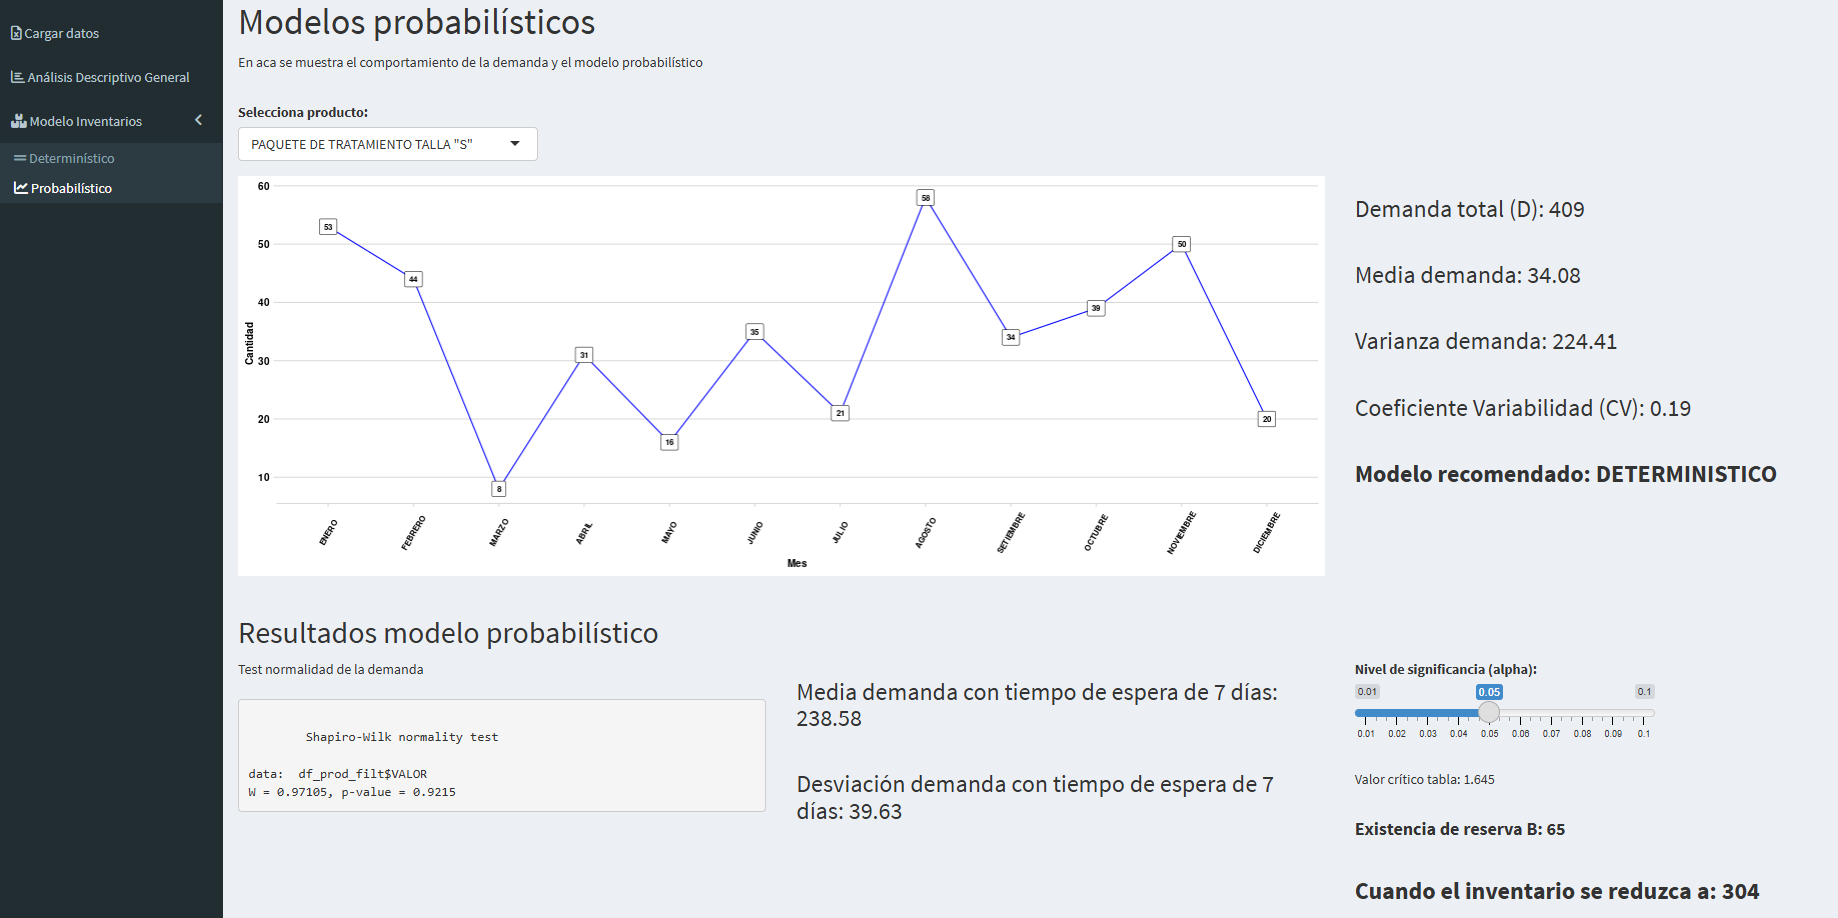 Cargar datos
Análisis Descriptivo General
Modelo Inventarios
Determinístico
Probabilístico
Modelos probabilísticos
En aca se muestra el comportamiento de la demanda y el modelo probabilístico
Selecciona producto:
PAQUETE DE TRATAMIENTO TALLA "S"
60
50
40
30
20
10
Cantidad
53
44
8
31
16
35
21
58
34
39
50
20
ENERO
FEBRERO
MARZO
ABRIL
MAYO
JUNIO
JULIO
AGOSTO
SETIEMBRE
OCTUBRE
NOVIEMBRE
DICIEMBRE
Mes
Demanda total (D): 409
Media demanda: 34.08
Varianza demanda: 224.41
Coeficiente Variabilidad (CV): 0.19
Modelo recomendado: DETERMINISTICO
Resultados modelo probabilístico
Test normalidad de la demanda
Shapiro-Wilk normality test
data:  df_prod_filt$VALOR
W = 0.97105, p-value = 0.9215
Media demanda con tiempo de espera de 7 días:
238.58
Desviación demanda con tiempo de espera de 7
días: 39.63
Nivel de significancia (alpha):
0.01 0.05 0.1
0.01 0.02 0.03 0.04 0.05 0.06 0.07 0.08 0.09 0.1
Valor crítico tabla: 1.645
Existencia de reserva B: 65
Cuando el inventario se reduzca a: 304